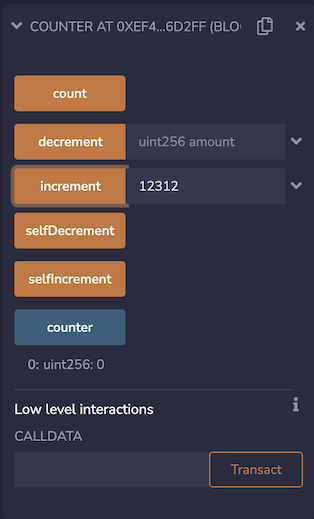 COUNTER AT 0XEF4...6D2FF (BLO
count
decrement uint256 amount
increment 12312
selfDecrement
selfIncrement
counter
0: uint256: 0
Low level interactions
i
CALLDATA
Transact